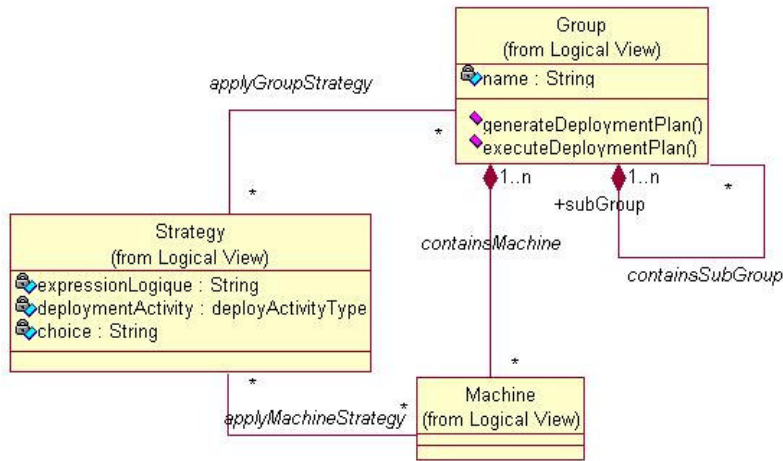 Group
(from Logical View)
name : String
generateDeploymentPlan()
executeDeploymentPlan()
applyGroupStrategy
*
*
1..n
1..n
*
+subGroup
containsMachine
containsSubGroup
Strategy
(from Logical View)
expressionLogique : String
deploymentActivity : deployActivityType
choice : String
*
*
*
applyMachineStrategy
Machine
(from Logical View)